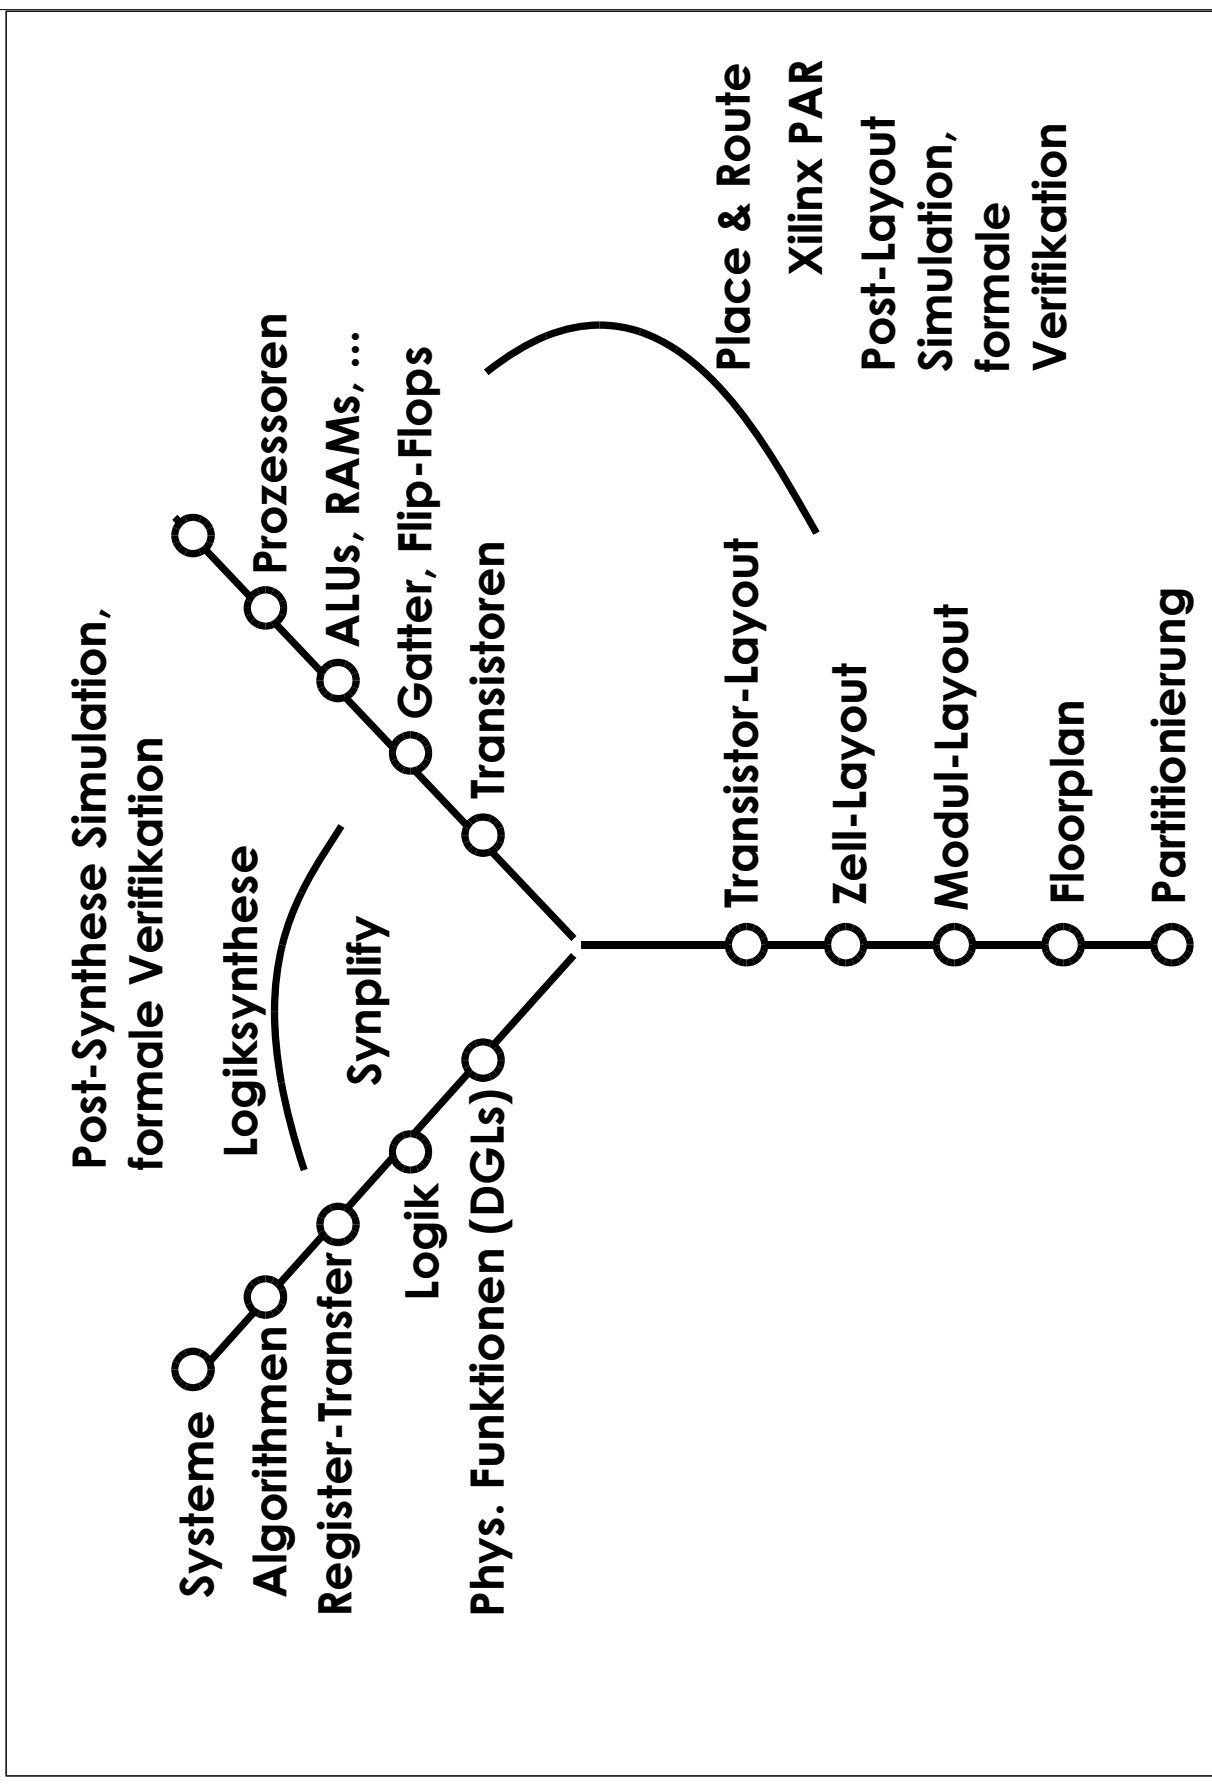 Post-Synthese Simulation,
formale Verifikation
Logiksynthese
Synplify
Systeme
Algorithmen
Register-Transfer
Logik
Phys. Funktionen (DGLs)
Prozessoren
ALUs, RAMs, ...
Gatter, Flip-Flops
Transistoren
Place & Route
Xilinx PAR
Post-Layout
Simulation,
formale
Verifikation
Transistor-Layout
Zell-Layout
Modul-Layout
Floorplan
Partitionierung